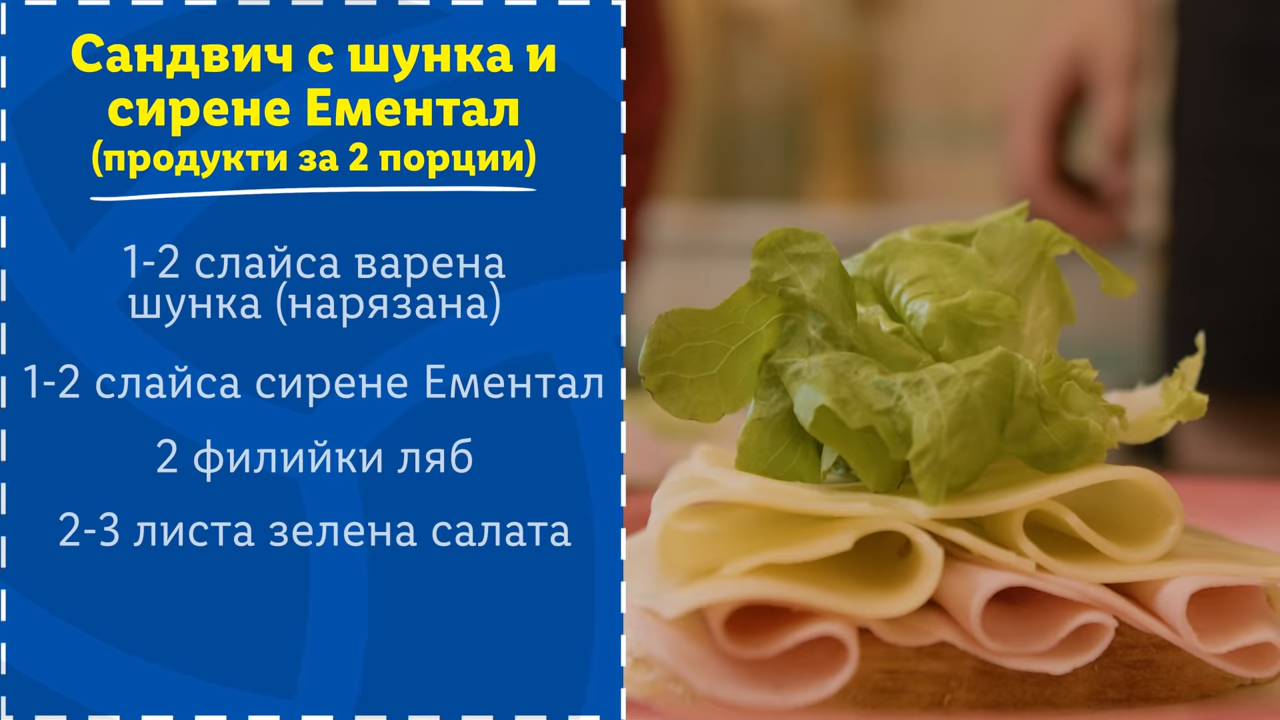 Сандвич с шунка и
сирене Ементал
(продукти за 2 порции)
1-2 слайса варена
шунка (нарязана)
1-2 слайса сирене Ементал
2 филийки ляб
2-3 листа зелена салата